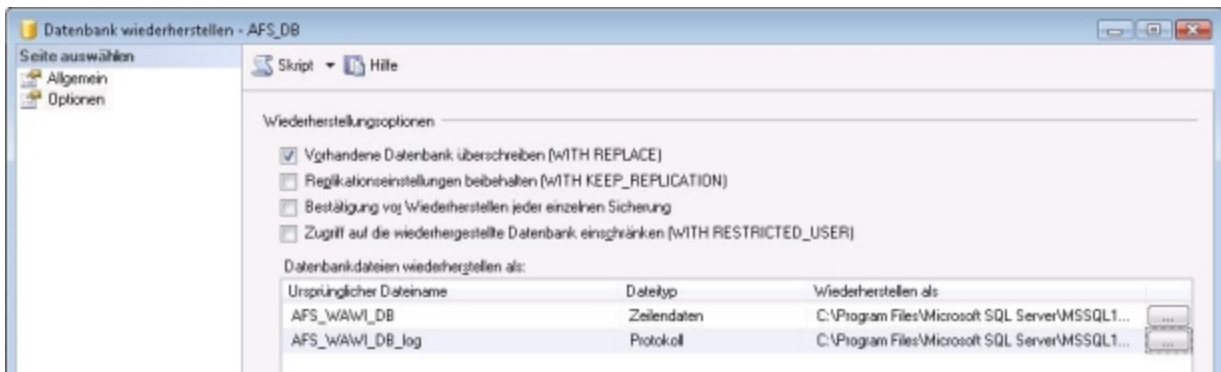 Datenbank wiederherstellen - AFS_DB
Seite auswählen
Allgemein
Optionen
Skript Hilfe
Wiederherstellungsoptionen
Vorhandene Datenbank überschreiben (WITH REPLACE)
Replikationseinstellungen beibehalten (WITH KEEP_REPLICATION)
Bestätigung vor Wiederherstellen jeder einzelnen Sicherung
Zugriff auf die wiederhergestellte Datenbank einschränken (WITH RESTRICTED_USER)
Datenbankdateien wiederherstellen als:
Ursprünglicher Dateiname Dateityp Wiederherstellen als
AFS_WAWI_DB Zeilendaten C:\Program Files\Microsoft SQL Server\MSSQL1... ...
AFS_WAWI_DB_log Protokoll C:\Program Files\Microsoft SQL Server\MSSQL1... ...